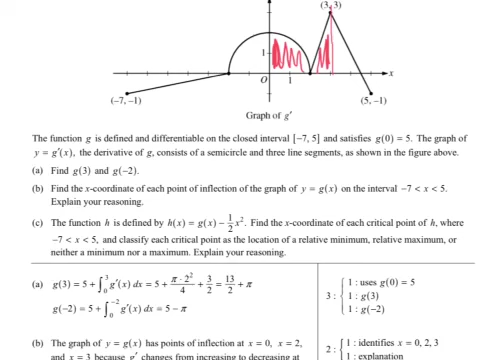 (3, 3)
1
x
O
1
(–7, –1)
(5, –1)
Graph of g′
The function g is defined and differentiable on the closed interval [−7, 5] and satisfies g(0) = 5. The graph of
y = g′(x), the derivative of g, consists of a semicircle and three line segments, as shown in the figure above.
(a) Find g(3) and g(−2).
(b) Find the x-coordinate of each point of inflection of the graph of y = g(x) on the interval −7 < x < 5.
Explain your reasoning.
(c) The function h is defined by h(x) = g(x) − 1/2 x². Find the x-coordinate of each critical point of h, where
−7 < x < 5, and classify each critical point as the location of a relative minimum, relative maximum, or
neither a minimum nor a maximum. Explain your reasoning.
(a) g(3) = 5 + ∫₀³ g′(x) dx = 5 + π · 2²/4 + 3/2 = 13/2 + π
g(−2) = 5 + ∫₀⁻² g′(x) dx = 5 − π
3 : { 1 : uses g(0) = 5
1 : g(3)
1 : g(−2)
(b) The graph of y = g(x) has points of inflection at x = 0, x = 2,
and x = 3 because g′ changes from increasing to decreasing at
2 : { 1 : identifies x = 0, 2, 3
1 : explanation